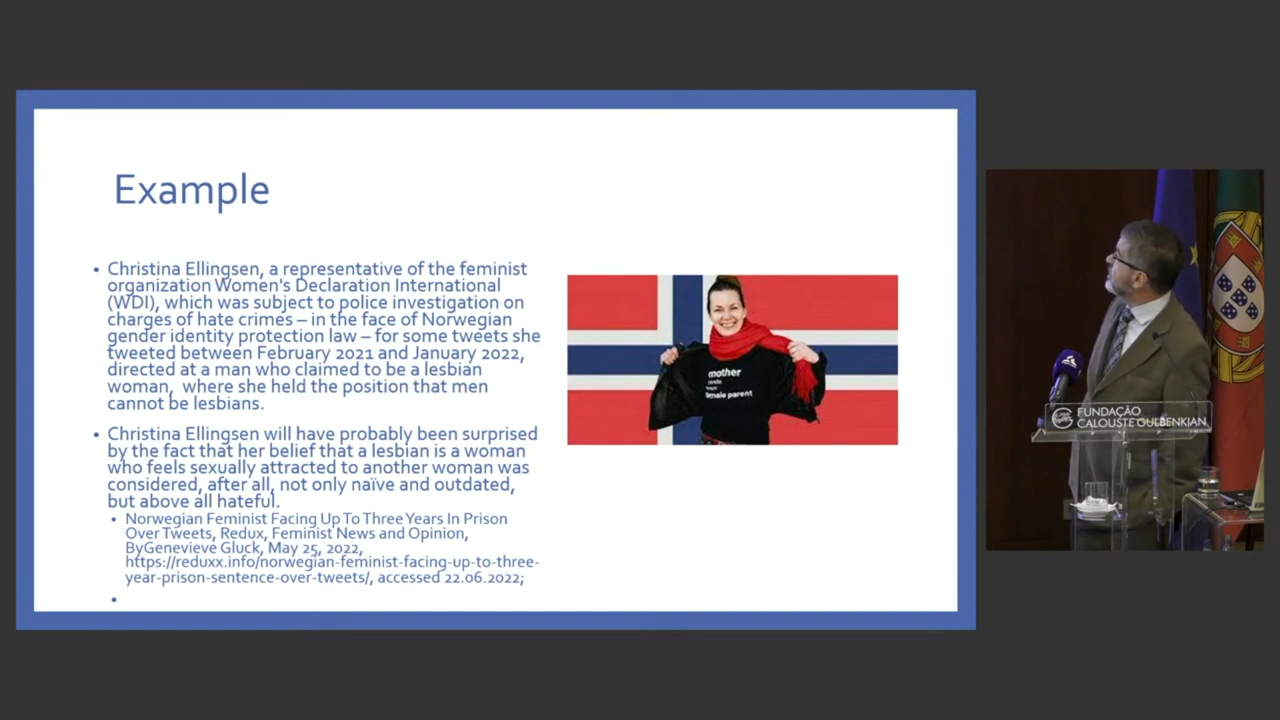 Example
• Christina Ellingsen, a representative of the feminist
organization Women's Declaration International
(WDI), which was subject to police investigation on
charges of hate crimes – in the face of Norwegian
gender identity protection law – for some tweets she
tweeted between February 2021 and January 2022,
directed at a man who claimed to be a lesbian
woman, where she held the position that men
cannot be lesbians.
• Christina Ellingsen will have probably been surprised
by the fact that her belief that a lesbian is a woman
who feels sexually attracted to another woman was
considered, after all, not only naïve and outdated,
but above all hateful.
• Norwegian Feminist Facing Up To Three Years In Prison
Over Tweets, Redux, Feminist News and Opinion,
ByGenevieve Gluck, May 25, 2022,
https://reduxx.info/norwegian-feminist-facing-up-to-three-
year-prison-sentence-over-tweets/, accessed 22.06.2022;
•
mother
female parent
FUNDAÇÃO
CALOUSTE GULBENKIAN